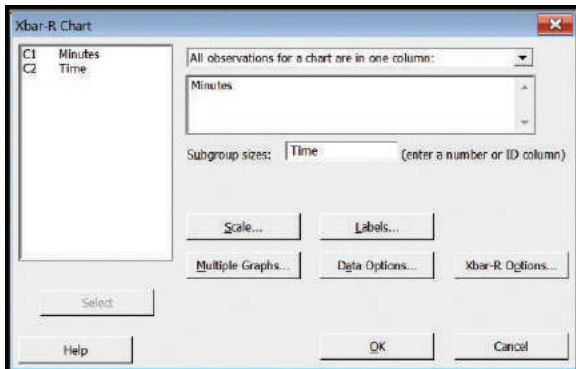 Xbar-R Chart
C1 Minutes
C2 Time
All observations for a chart are in one column:
Minutes
Subgroup sizes: Time (enter a number or ID column)
Scale... Labels...
Multiple Graphs... Data Options... Xbar-R Options...
Select
Help OK Cancel